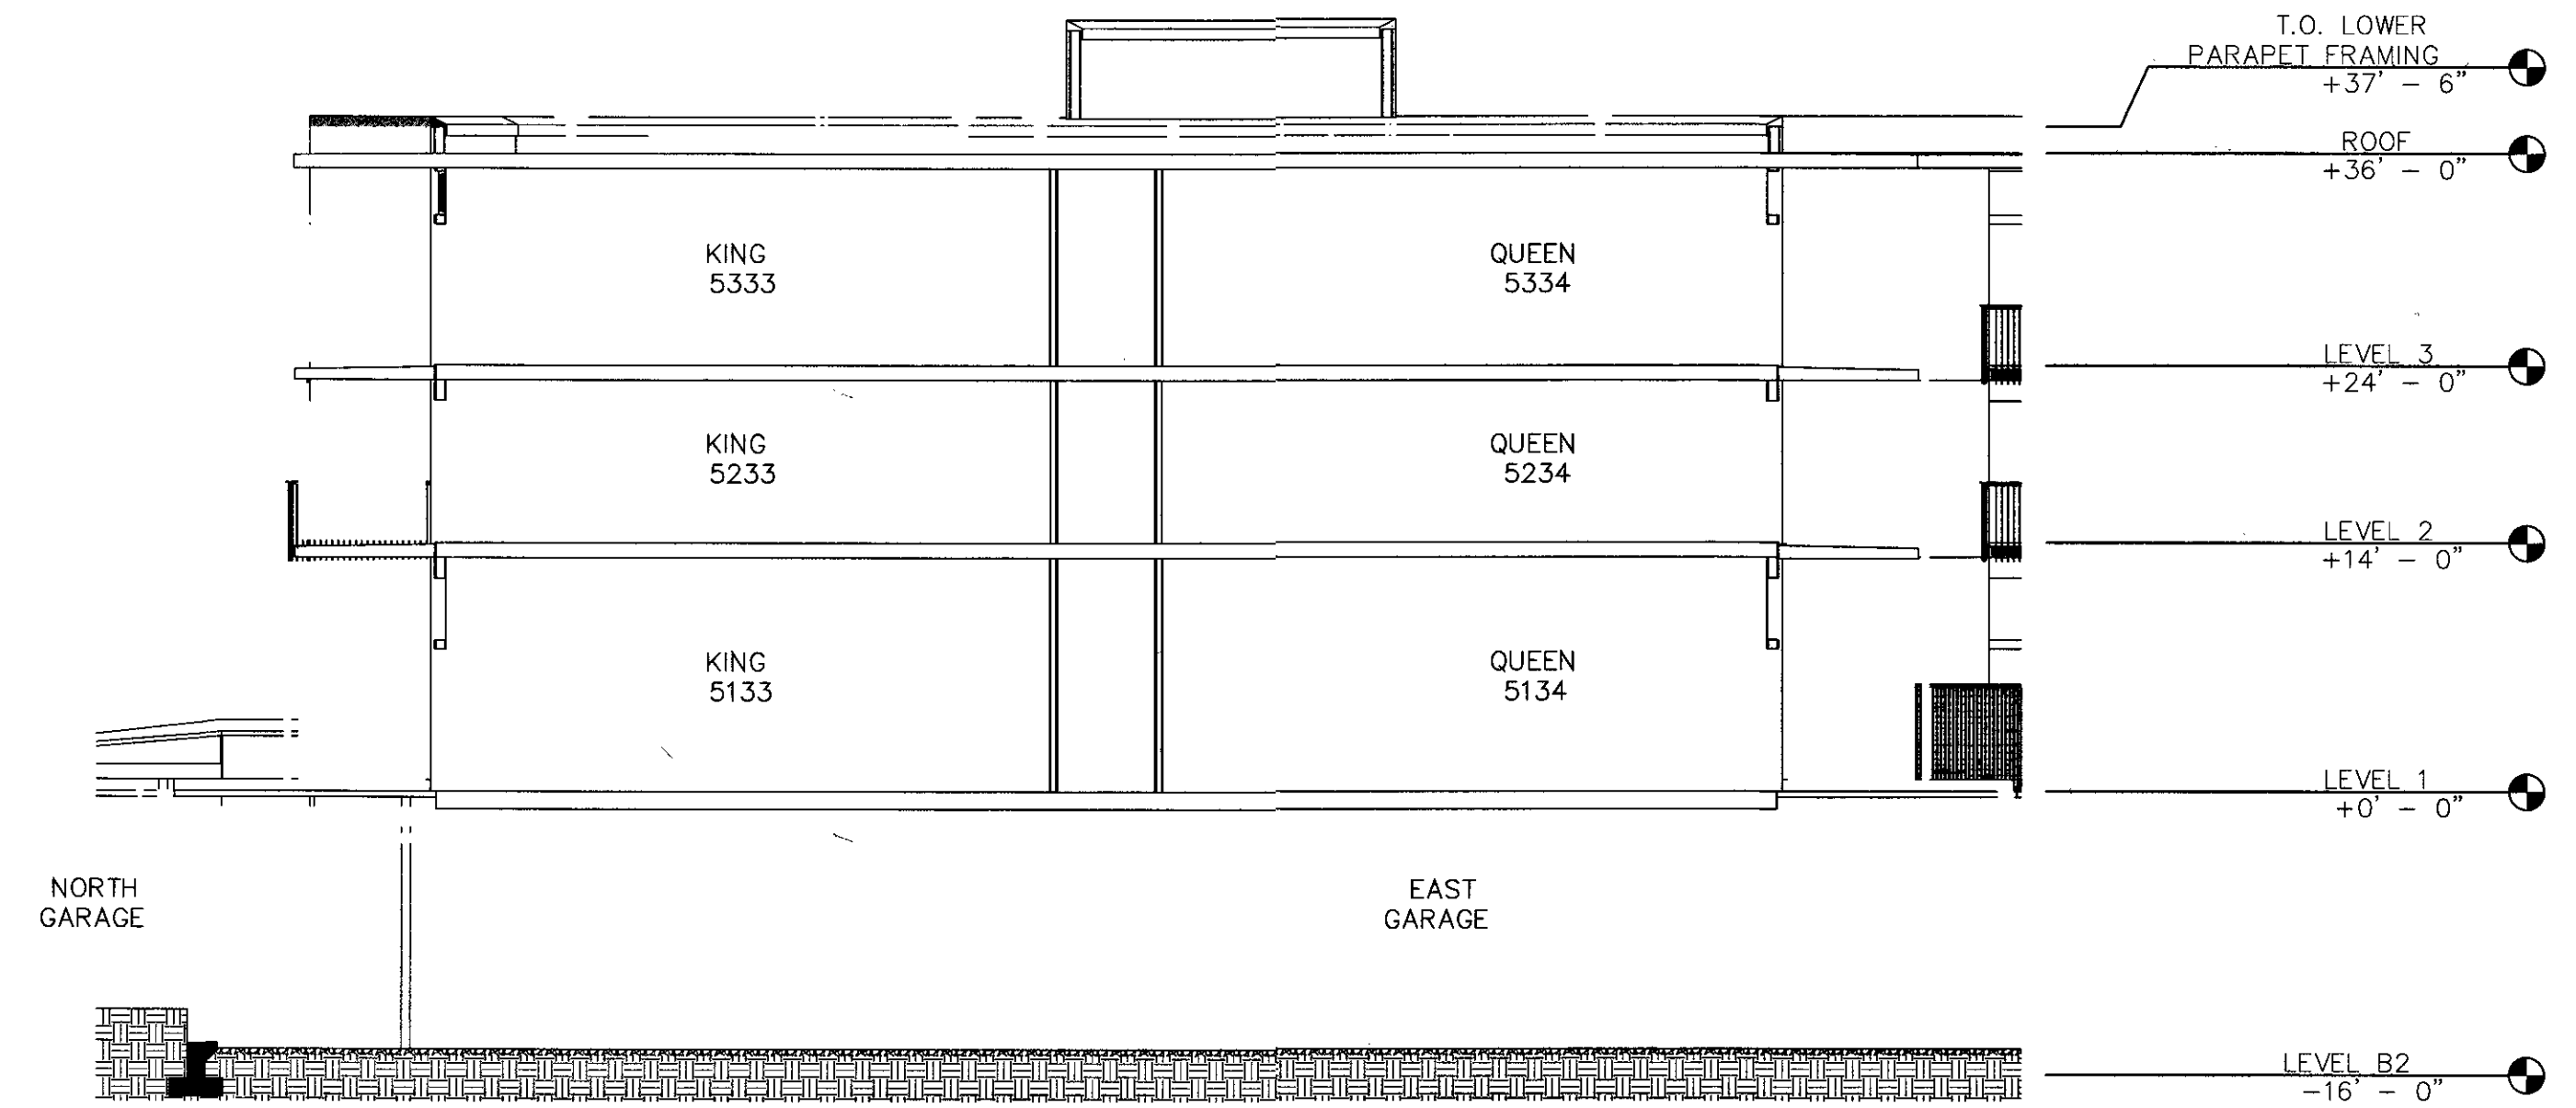 T.O. LOWER
PARAPET FRAMING
+37' - 6"
ROOF
+36' - 0"
KING
5333
QUEEN
5334
LEVEL 3
+24' - 0"
KING
5233
QUEEN
5234
LEVEL 2
+14' - 0"
KING
5133
QUEEN
5134
LEVEL 1
+0' - 0"
NORTH
GARAGE
EAST
GARAGE
LEVEL B2
-16' - 0"